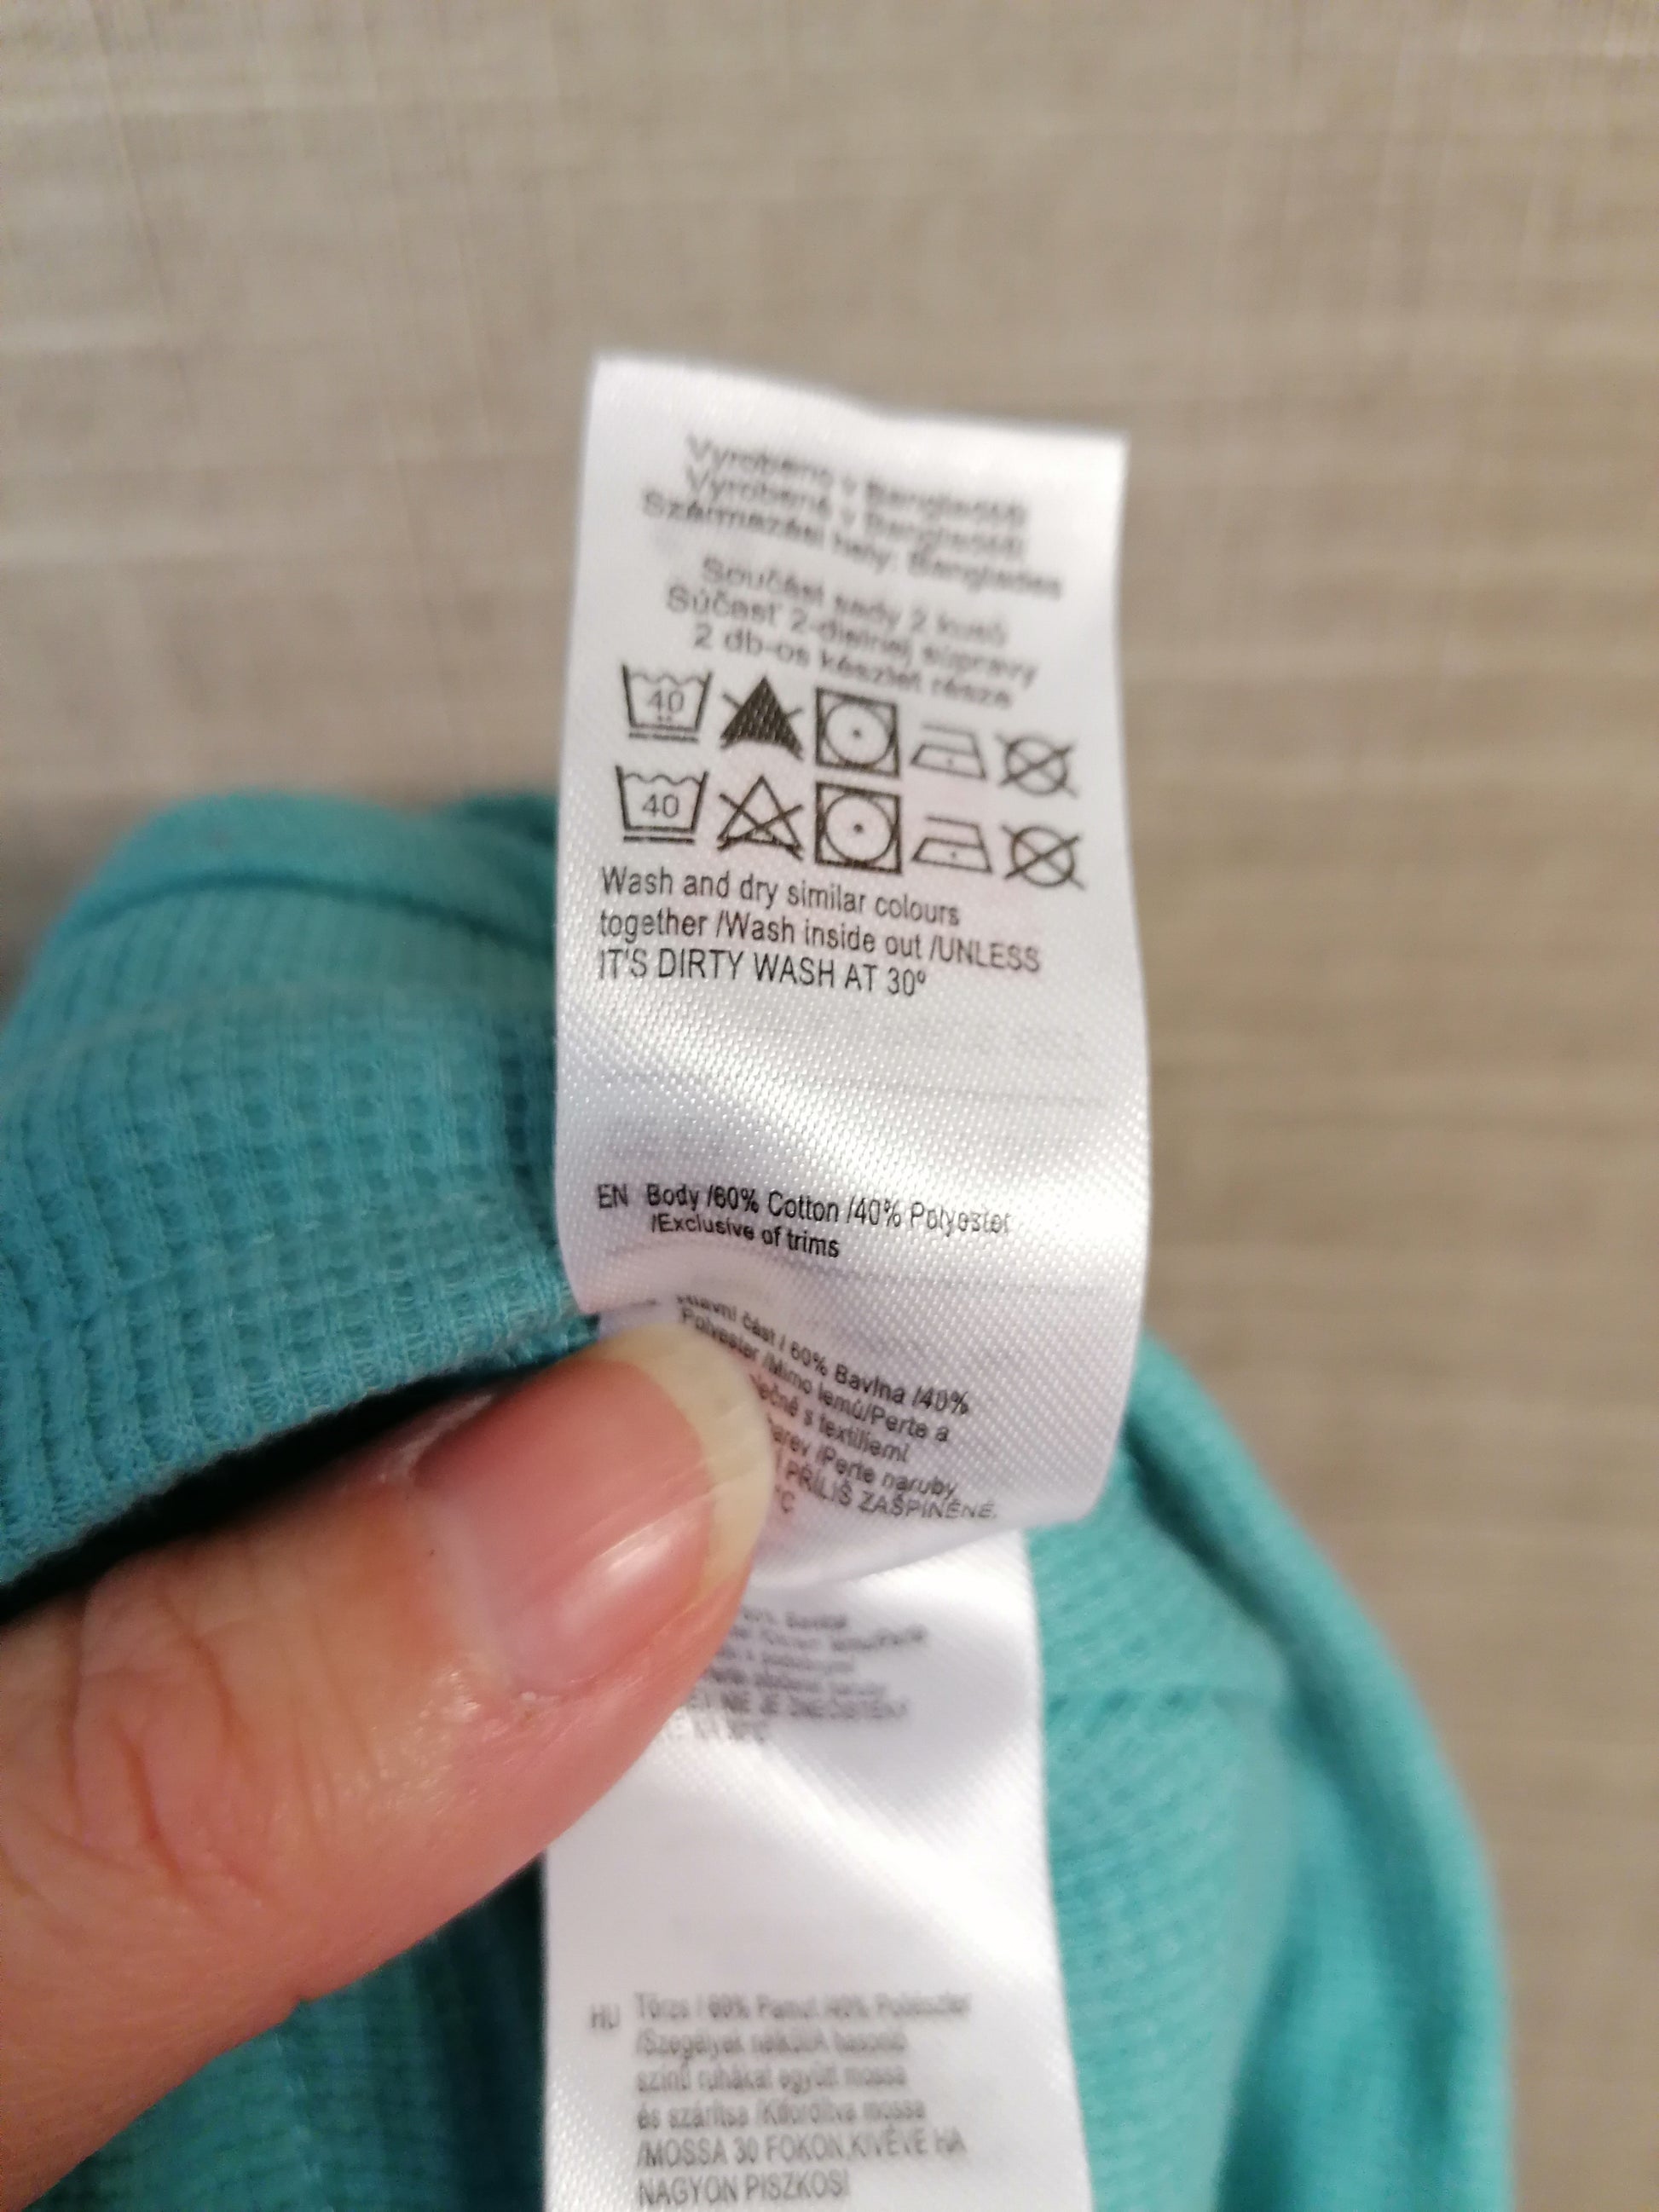 Vyrobeno v Bangladéši
Vyrobené v Bangladéši
Származási hely: Banglades
Součást sady 2 kusů
Súčasť 2-dielnej súpravy
2 db-os készlet része
40
40
Wash and dry similar colours
together /Wash inside out /UNLESS
IT'S DIRTY WASH AT 30º
EN Body /60% Cotton /40% Polyester
/Exclusive of trims
část / 60% Bavlna /40%
Polyester /Mimo lemů/Perte a
s textiliemi
/Perte naruby
PŘÍLIŠ ZAŠPINĚNÉ,
°C
NIE JE
HU Törzs / 60% Pamut /40% Poliészter
/Szegélyek nélkül/A hasonló
színű ruhákat együtt mossa
és szárítsa /Kifordítva mossa
/MOSSA 30 FOKON,KIVÉVE HA
NAGYON PISZKOS!